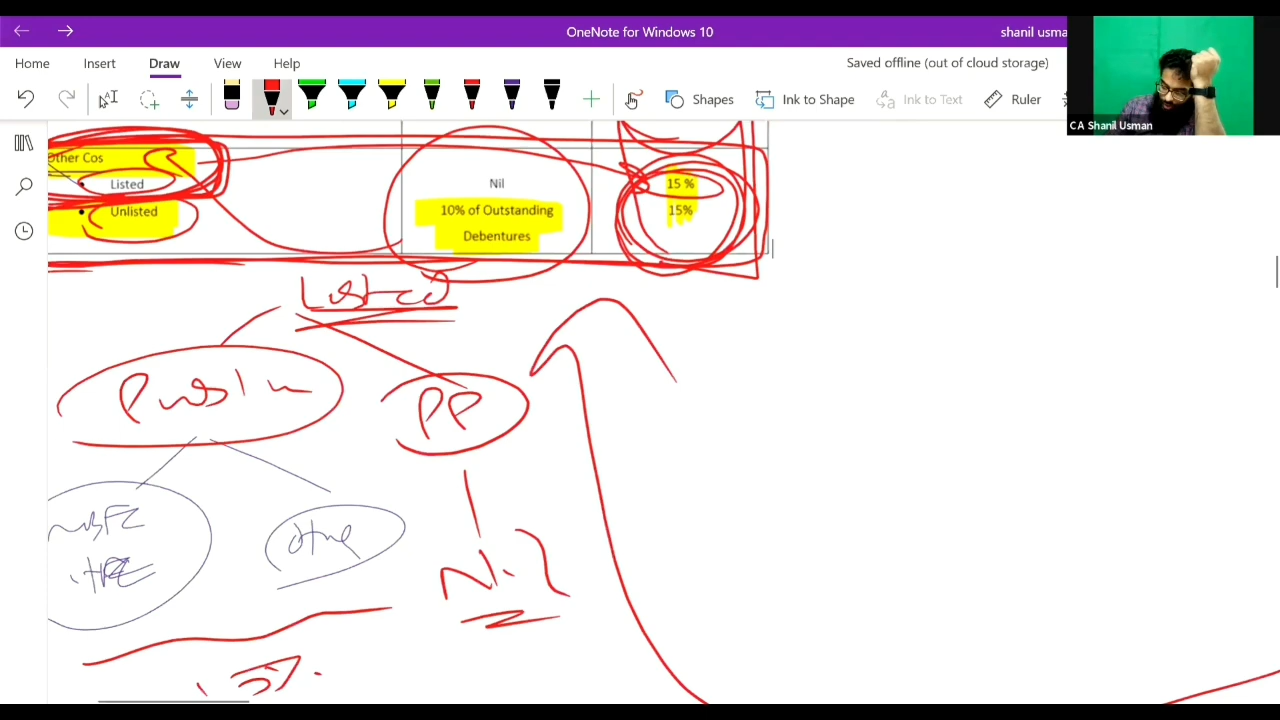 OneNote for Windows 10
shanil usma
Home Insert Draw View Help
Saved offline (out of cloud storage)
Shapes Ink to Shape Ink to Text Ruler
CA Shanil Usman
Other Cos
• Listed Nil 15 %
• Unlisted 10% of Outstanding 15%
Debentures
Listed
PP
NBFC
HFC
Nil
15%